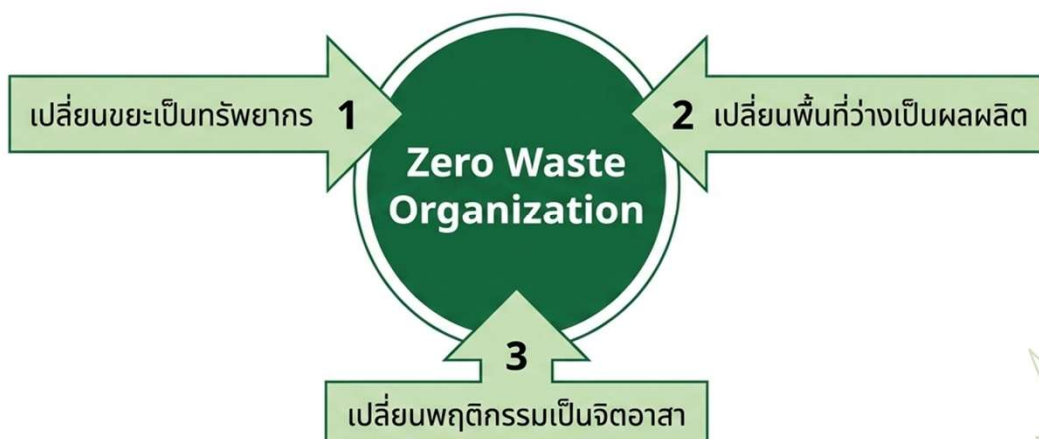 เปลี่ยนขยะเป็นทรัพยากร 1
2 เปลี่ยนพื้นที่ว่างเป็นผลผลิต
Zero Waste
Organization
3
เปลี่ยนพฤติกรรมเป็นจิตอาสา